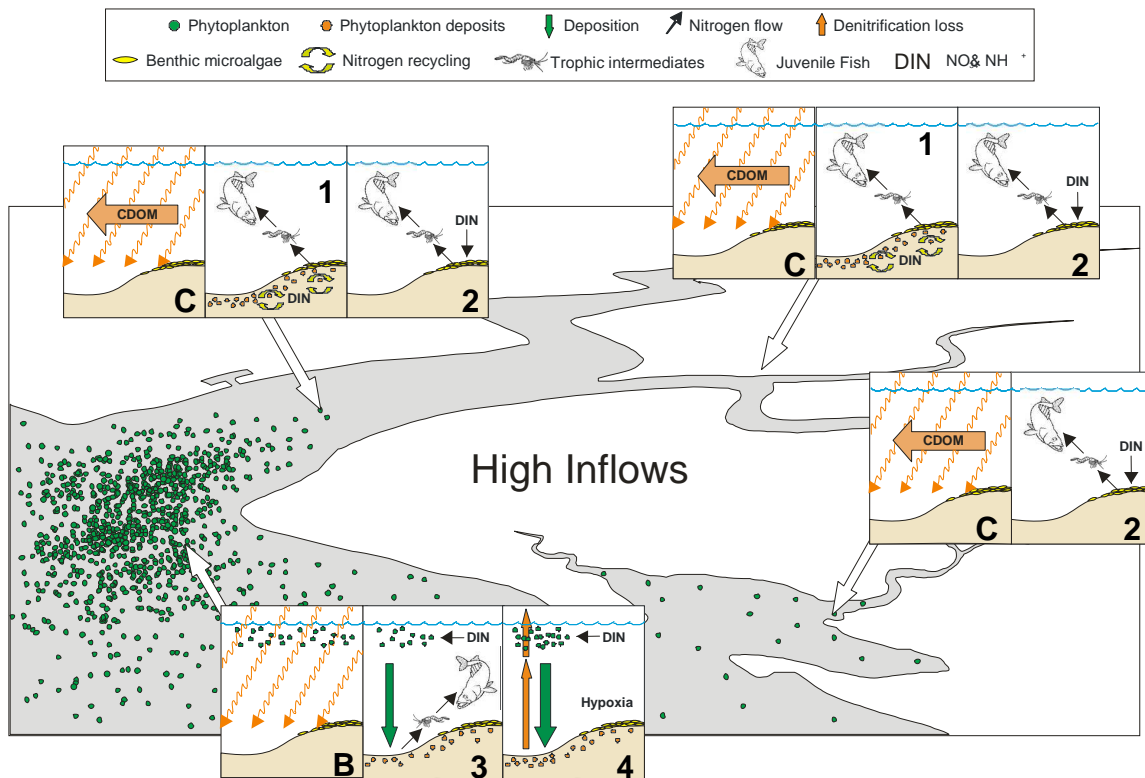 Phytoplankton Phytoplankton deposits Deposition Nitrogen flow Denitrification loss
Benthic microalgae Nitrogen recycling Trophic intermediates Juvenile Fish DIN NO& NH +
CDOM
C
1
DIN
DIN
2
CDOM
C
1
DIN
DIN
2
CDOM
C
DIN
2
High Inflows
B
DIN
3
DIN
Hypoxia
4